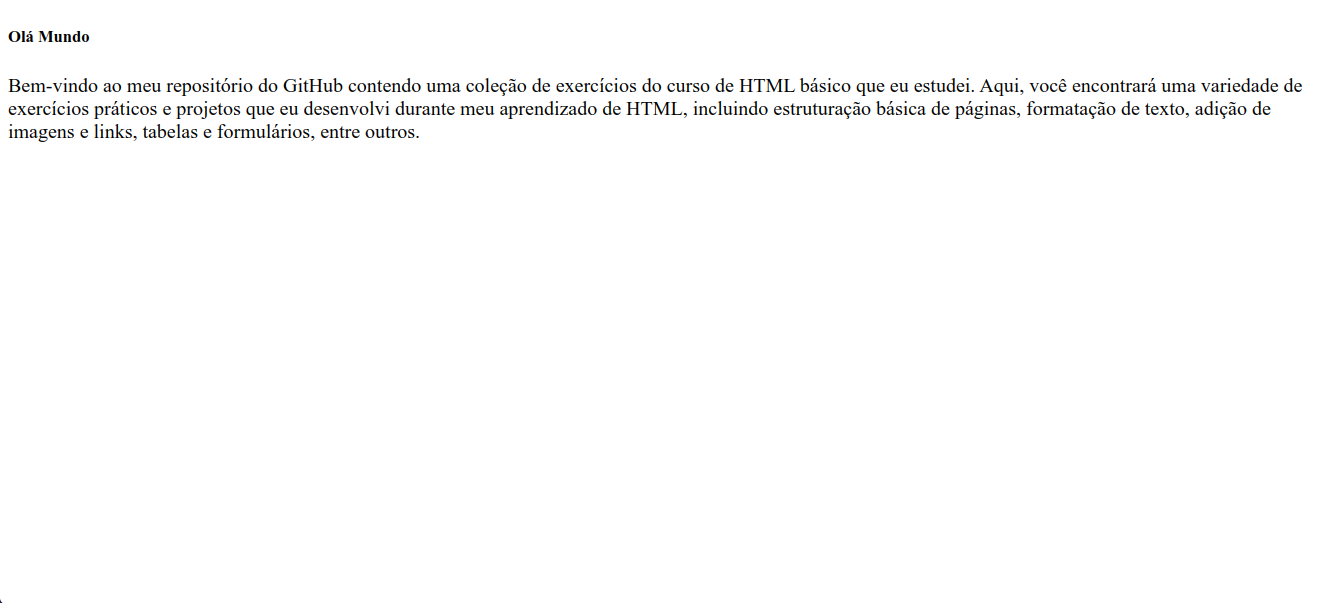 Olá Mundo
Bem-vindo ao meu repositório do GitHub contendo uma coleção de exercícios do curso de HTML básico que eu estudei. Aqui, você encontrará uma variedade de
exercícios práticos e projetos que eu desenvolvi durante meu aprendizado de HTML, incluindo estruturação básica de páginas, formatação de texto, adição de
imagens e links, tabelas e formulários, entre outros.